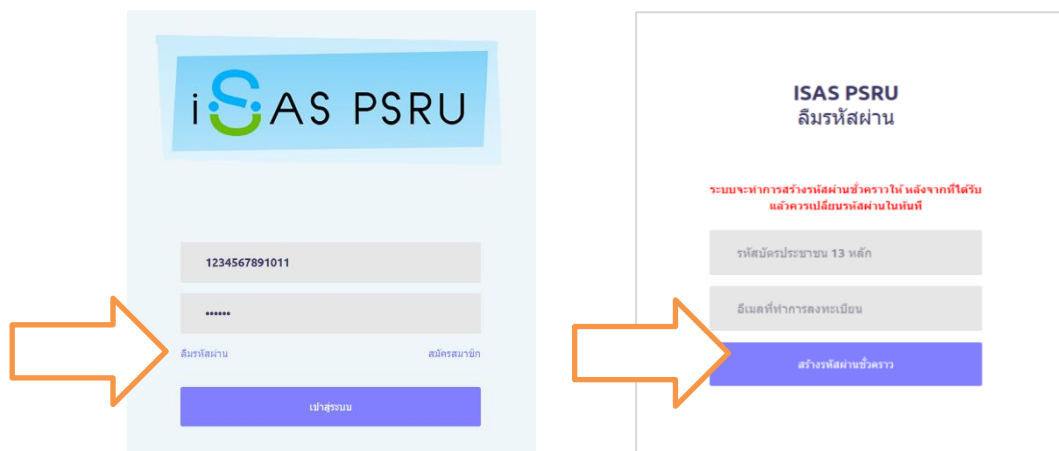 iSAS PSRU
1234567891011
••••••
ลืมรหัสผ่าน
สมัครสมาชิก
เข้าสู่ระบบ
ISAS PSRU
ลืมรหัสผ่าน
ระบบจะทำการสร้างรหัสผ่านชั่วคราวให้ หลังจากที่ได้รับ
แล้วควรเปลี่ยนรหัสผ่านในทันที
รหัสบัตรประชาชน 13 หลัก
อีเมลที่ทำการลงทะเบียน
สร้างรหัสผ่านชั่วคราว